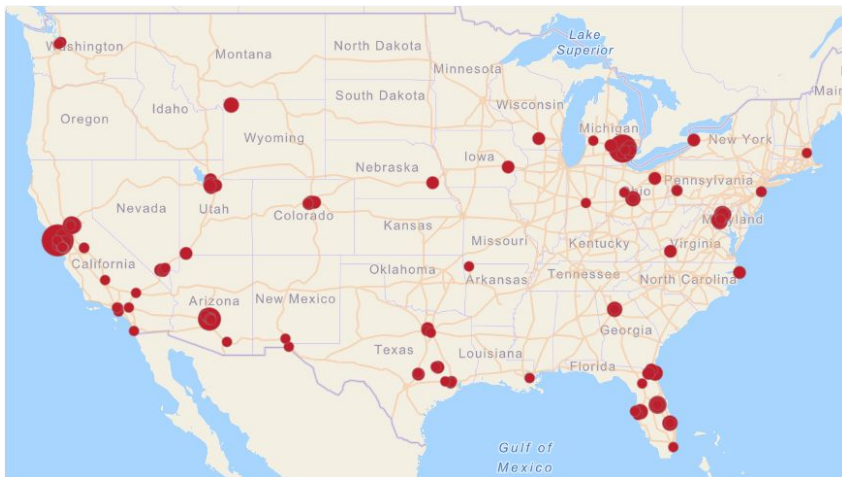 Lake
Superior
Washington
Montana
North Dakota
Minnesota
Oregon
Idaho
South Dakota
Wisconsin
Michigan
New York
Wyoming
Nebraska
Iowa
Pennsylvania
Nevada
Utah
Colorado
Kansas
Missouri
Kentucky
Virginia
Maryland
California
Oklahoma
Arkansas
Tennessee
North Carolina
Arizona
New Mexico
Georgia
Texas
Louisiana
Florida
Gulf of
Mexico